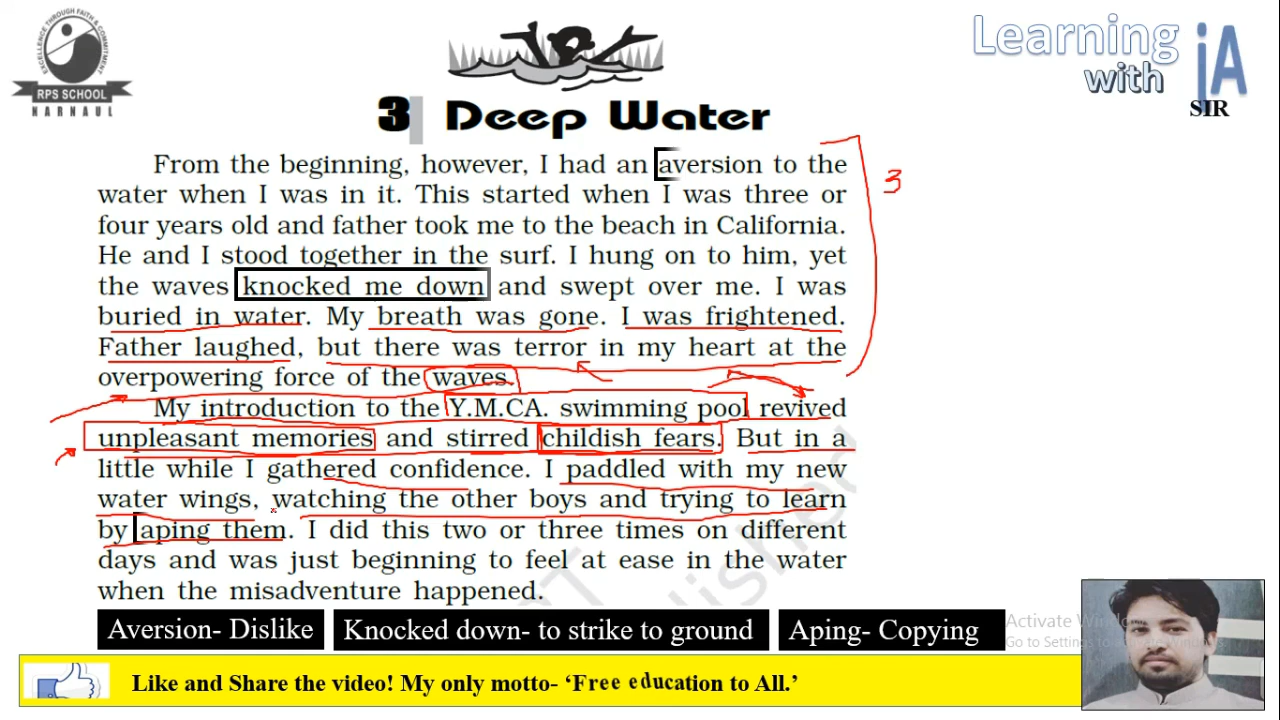 EXCELLENCE THROUGH FAITH & COMMITMENT
RPS SCHOOL
NARNAUL
Learning
with
iA
SIR
3 Deep Water
From the beginning, however, I had an aversion to the
water when I was in it. This started when I was three or
four years old and father took me to the beach in California.
He and I stood together in the surf. I hung on to him, yet
the waves knocked me down and swept over me. I was
buried in water. My breath was gone. I was frightened.
Father laughed, but there was terror in my heart at the
overpowering force of the waves.
3
My introduction to the Y.M.CA. swimming pool revived
unpleasant memories and stirred childish fears. But in a
little while I gathered confidence. I paddled with my new
water wings, watching the other boys and trying to learn
by aping them. I did this two or three times on different
days and was just beginning to feel at ease in the water
when the misadventure happened.
Aversion- Dislike
Knocked down- to strike to ground
Aping- Copying
Activate Windows
Go to Settings to activate Windows.
Like and Share the video! My only motto- ‘Free education to All.’